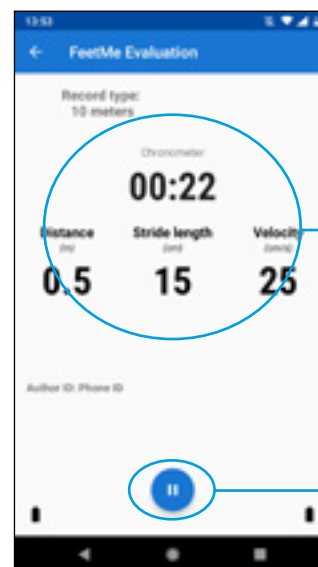 13:53
FeetMe Evaluation
Record type:
10 meters
Chronometer
00:22
Distance Stride length Velocity
(m) (cm) (cm/s)
0.5 15 25
Author ID: Phone ID